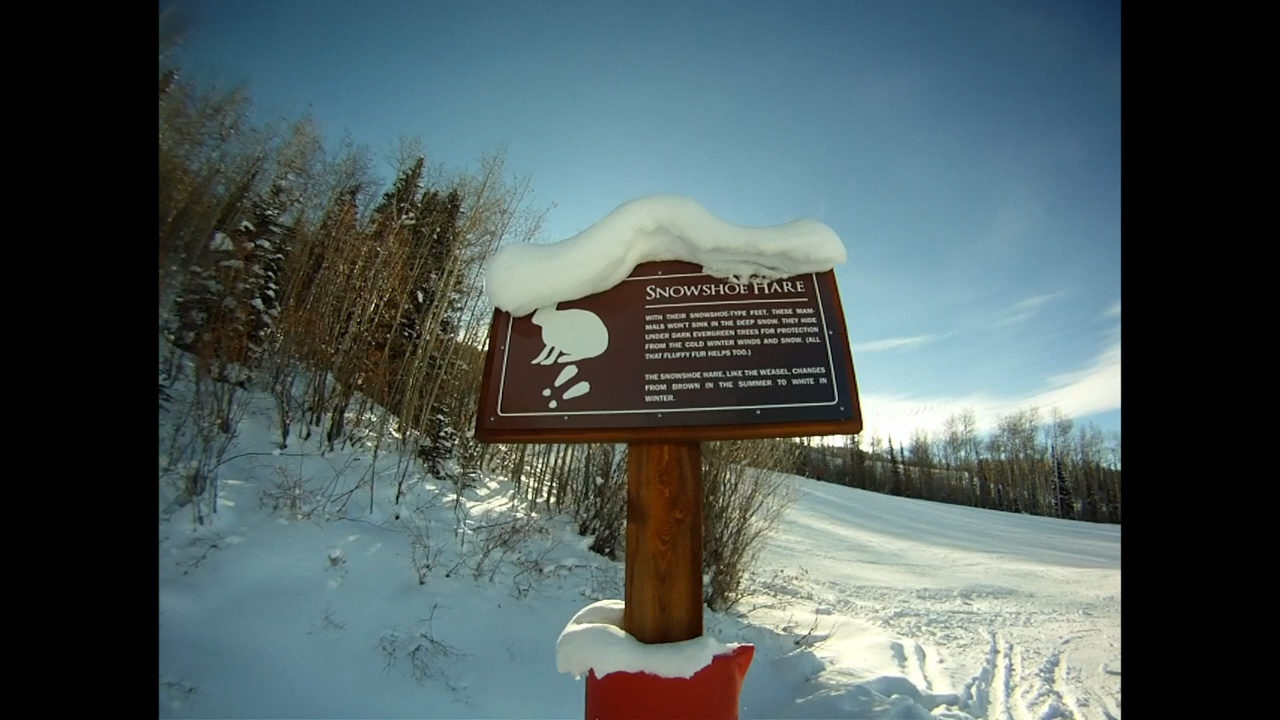 SNOWSHOE HARE
WITH THEIR SNOWSHOE-TYPE FEET, THESE MAM-
MALS WON'T SINK IN THE DEEP SNOW. THEY HIDE
UNDER DARK EVERGREEN TREES FOR PROTECTION
FROM THE COLD WINTER WINDS AND SNOW. (ALL
THAT FLUFFY FUR HELPS TOO.)
THE SNOWSHOE HARE, LIKE THE WEASEL, CHANGES
FROM BROWN IN THE SUMMER TO WHITE IN
WINTER.